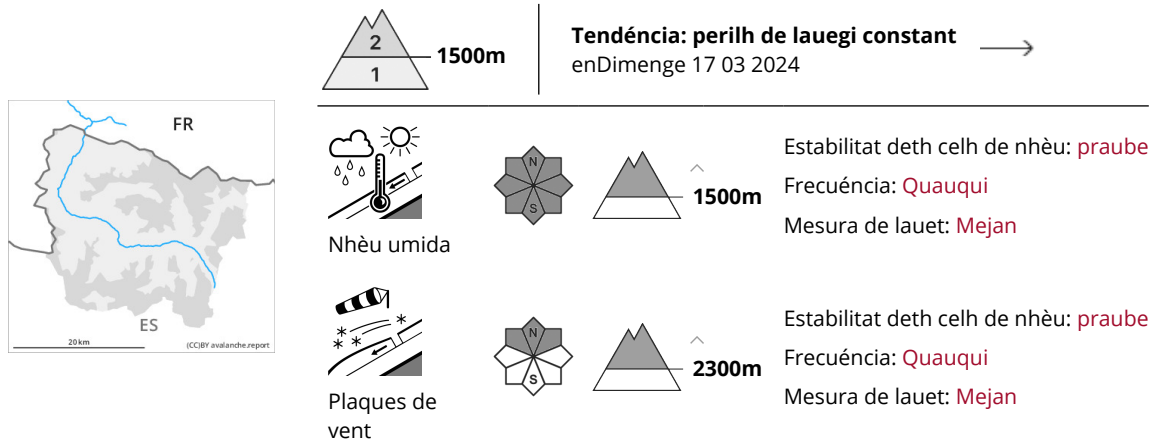 2
1
1500m
Tendéncia: perilh de lauegi constant
enDimenge 17 03 2024
FR
ES
20 km
(CC)BY avalanche.report
N
S
1500m
Nhèu umida
Estabilitat deth celh de nhèu: praube
Frecuéncia: Quauqui
Mesura de lauet: Mejan
N
S
2300m
Plaques de
vent
Estabilitat deth celh de nhèu: praube
Frecuéncia: Quauqui
Mesura de lauet: Mejan